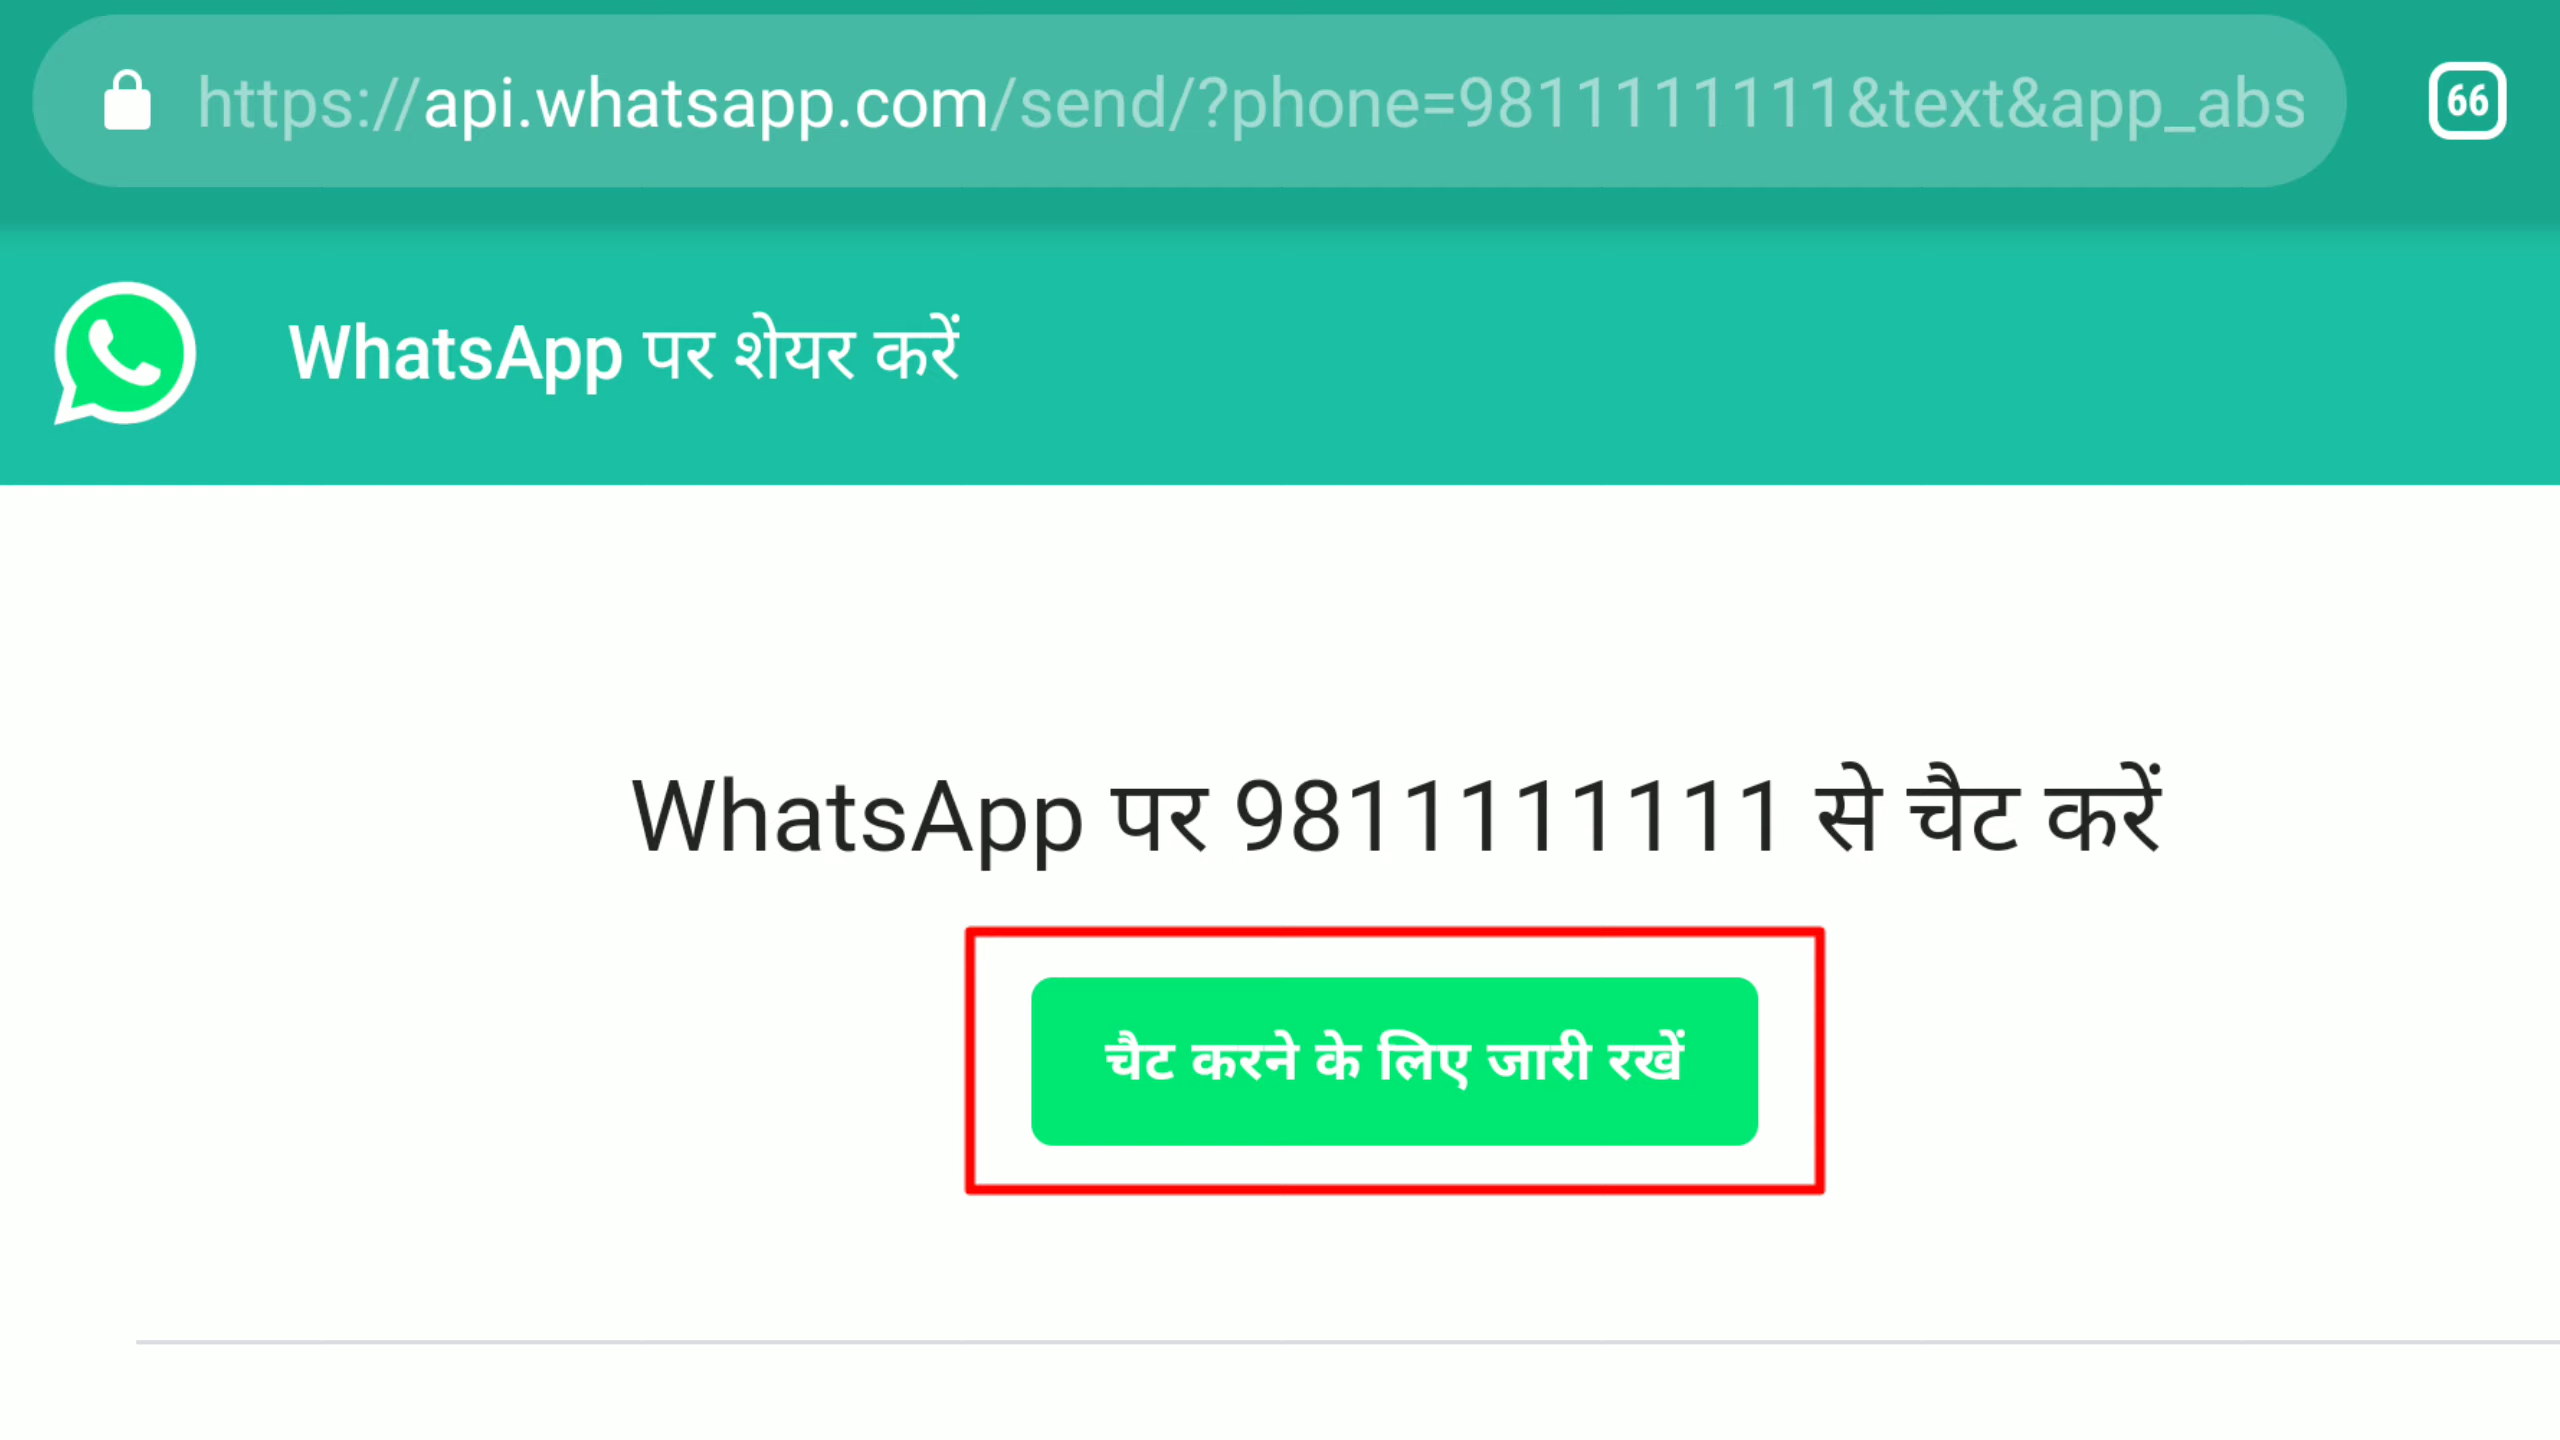 https://api.whatsapp.com/send/?phone=9811111111&text&app_abs
66
WhatsApp पर शेयर करें
WhatsApp पर 9811111111 से चैट करें
चैट करने के लिए जारी रखें